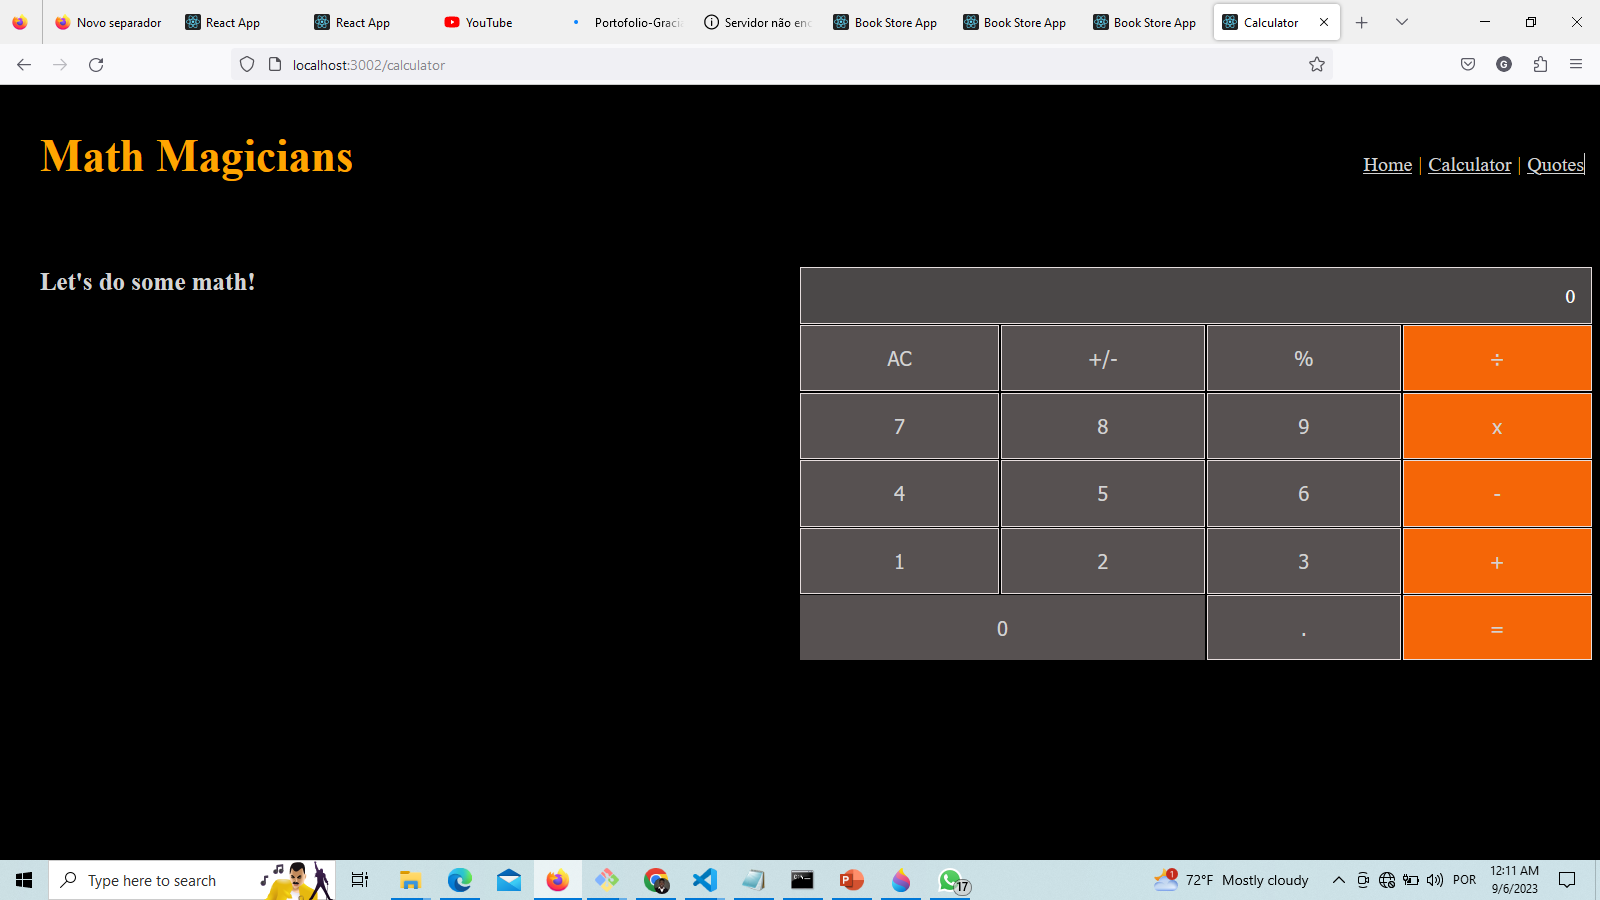 Novo separador
React App
React App
YouTube
Portofolio-Gracia
Servidor não enc
Book Store App
Book Store App
Book Store App
Calculator
localhost:3002/calculator
G
Math Magicians
Home | Calculator | Quotes
Let's do some math!
0
AC +/- % ÷
7 8 9 x
4 5 6 -
1 2 3 +
0 . =
Type here to search
17
1
72°F Mostly cloudy
POR
12:11 AM
9/6/2023